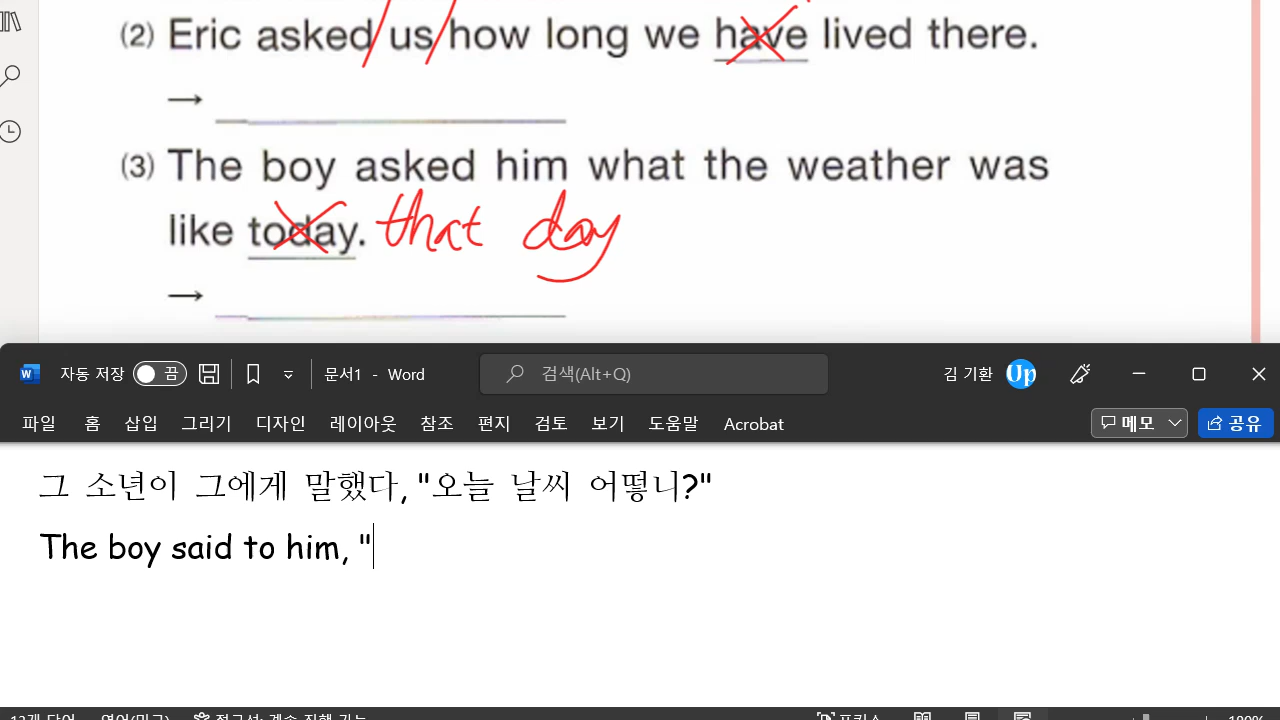 (2) Eric asked us how long we have lived there.
→
(3) The boy asked him what the weather was
like today. that day
→
자동 저장 끔 문서1 - Word 검색(Alt+Q) 김 기환 Up
파일 홈 삽입 그리기 디자인 레이아웃 참조 편지 검토 보기 도움말 Acrobat 메모 공유
그 소년이 그에게 말했다, "오늘 날씨 어떻니?"
The boy said to him, "